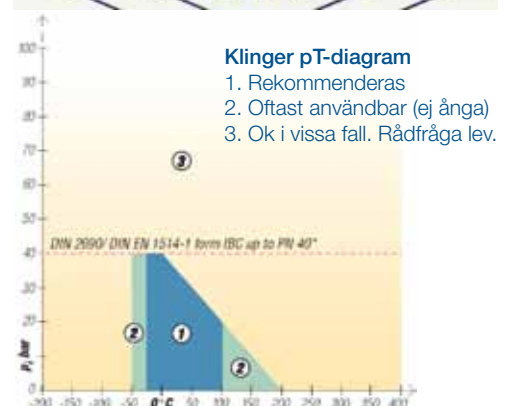 Klinger pT-diagram
1. Rekommenderas
2. Oftast användbar (ej ånga)
3. Ok i vissa fall. Rådfråga lev.
100
90
80
70
3
60
50
DIN 2690/ DIN EN 1514-1 form IBC up to PN 40*
40
30
20
2
1
2
p, bar
0
-200 -150 -100 -50 0°C 50 100 150 200 250 300 350 400